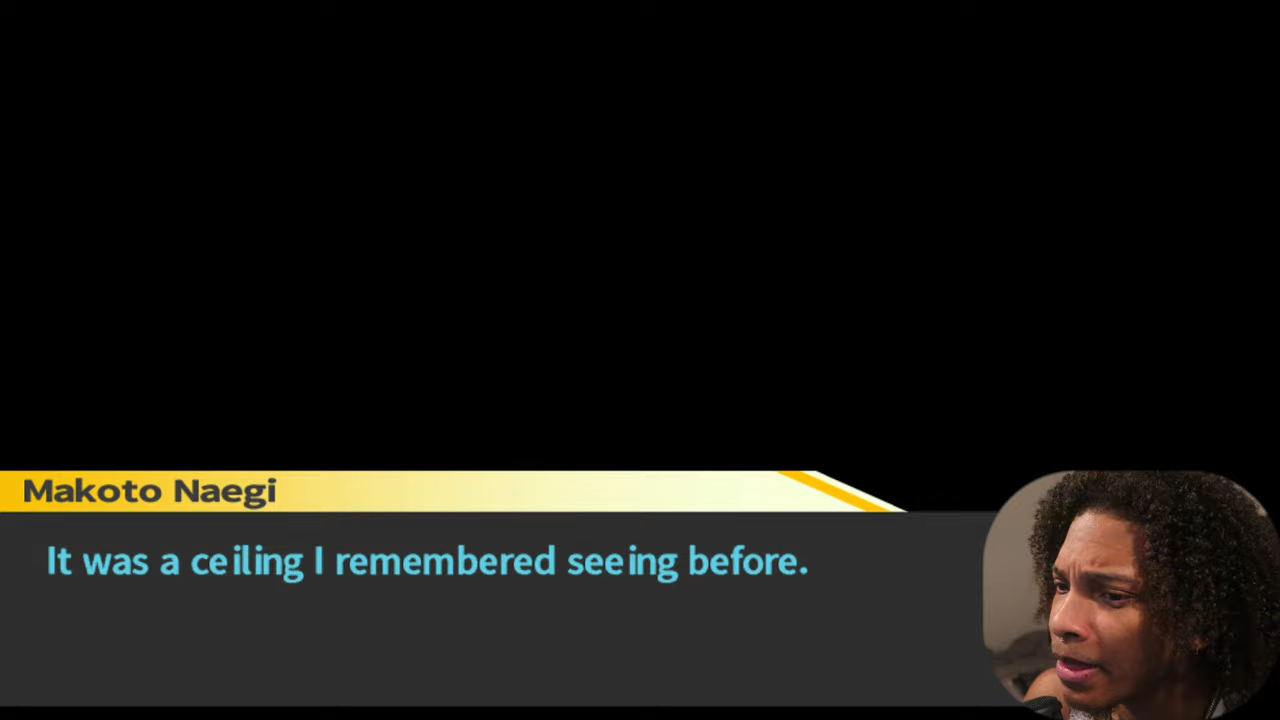 Makoto Naegi
It was a ceiling I remembered seeing before.